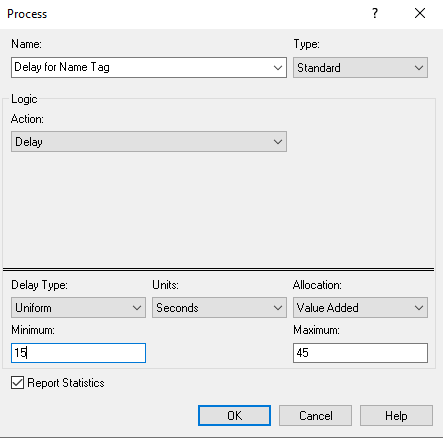 Process ?
Name: Type:
Delay for Name Tag Standard
Logic
Action:
Delay
Delay Type: Units: Allocation:
Uniform Seconds Value Added
Minimum: Maximum:
15 45
Report Statistics
OK Cancel Help